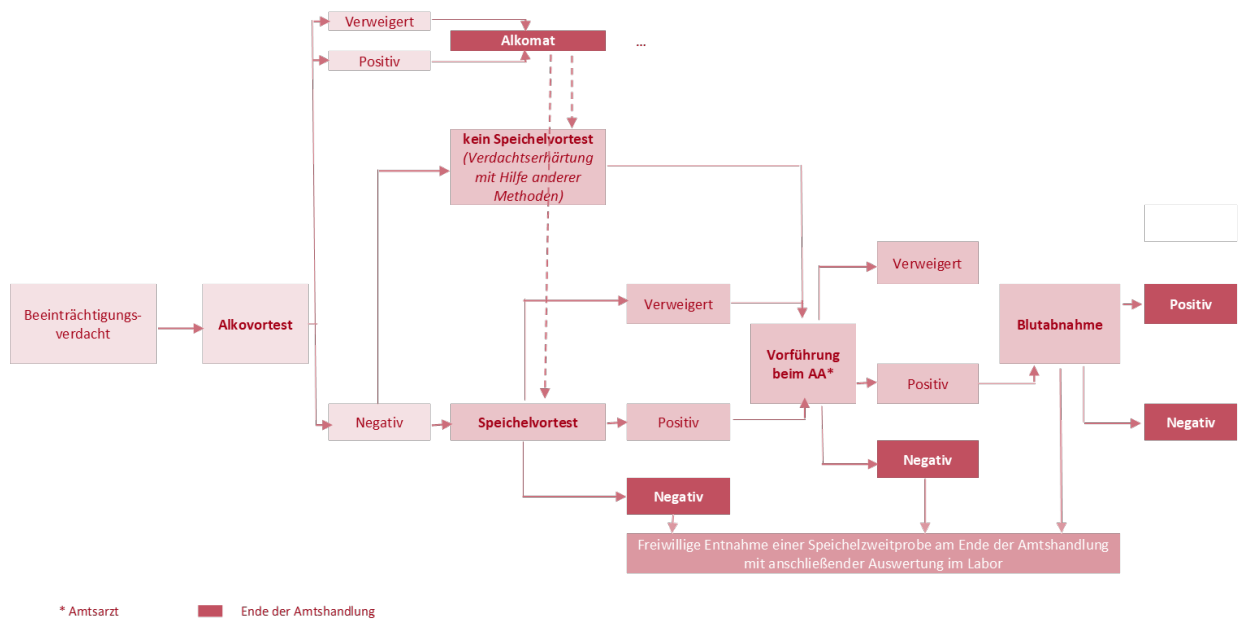 Verweigert
Alkomat
...
Positiv
kein Speichelvortest
(Verdachtserhärtung
mit Hilfe anderer
Methoden)
Verweigert
Beeinträchtigungs-
verdacht
Alkovortest
Verweigert
Positiv
Blutabnahme
Vorführung
beim AA*
Positiv
Negativ
Speichelvortest
Positiv
Negativ
Negativ
Negativ
Freiwillige Entnahme einer Speichelzweitprobe am Ende der Amtshandlung
mit anschließender Auswertung im Labor
* Amtsarzt
Ende der Amtshandlung